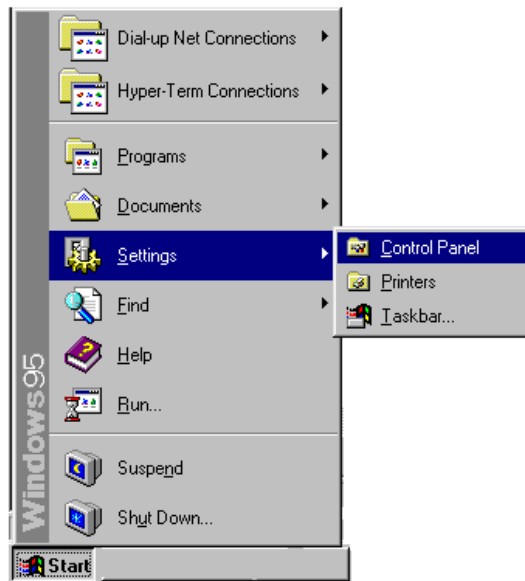 Dial-up Net Connections
Hyper-Term Connections
Programs
Documents
Settings
Control Panel
Printers
Taskbar...
Find
Help
Run...
Suspend
Shut Down...
Windows95
Start